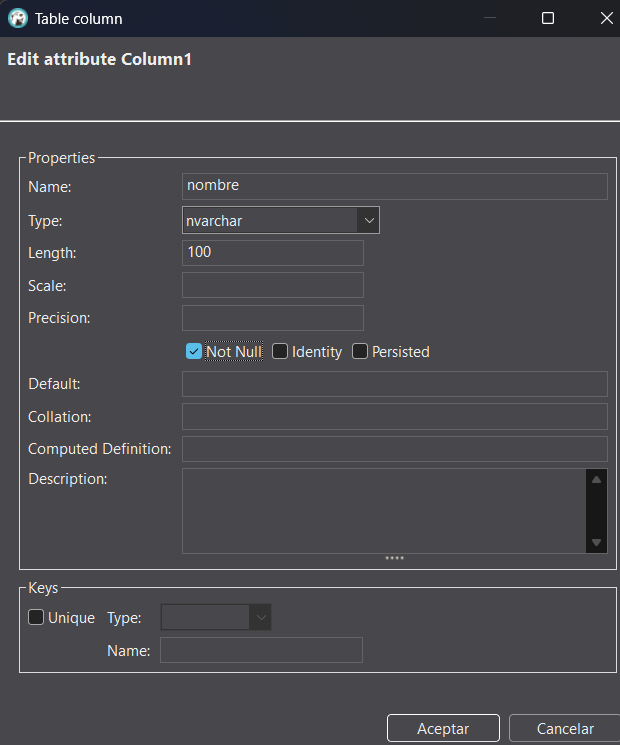 Table column
Edit attribute Column1
Properties
Name: nombre
Type: nvarchar
Length: 100
Scale:
Precision:
Not Null Identity Persisted
Default:
Collation:
Computed Definition:
Description:
Keys
Unique Type:
Name:
Aceptar Cancelar